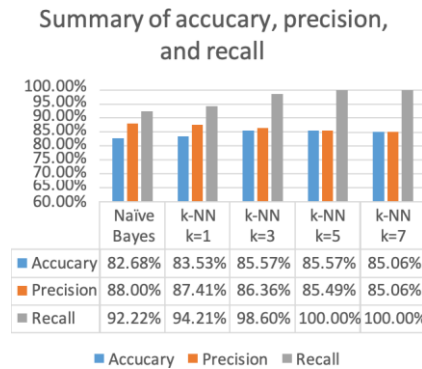 Summary of accucary, precision,
and recall
100.00%
95.00%
90.00%
85.00%
80.00%
75.00%
70.00%
65.00%
60.00%
Naïve Bayes k-NN k=1 k-NN k=3 k-NN k=5 k-NN k=7
Accucary 82.68% 83.53% 85.57% 85.57% 85.06%
Precision 88.00% 87.41% 86.36% 85.49% 85.06%
Recall 92.22% 94.21% 98.60% 100.00% 100.00%
Accucary Precision Recall